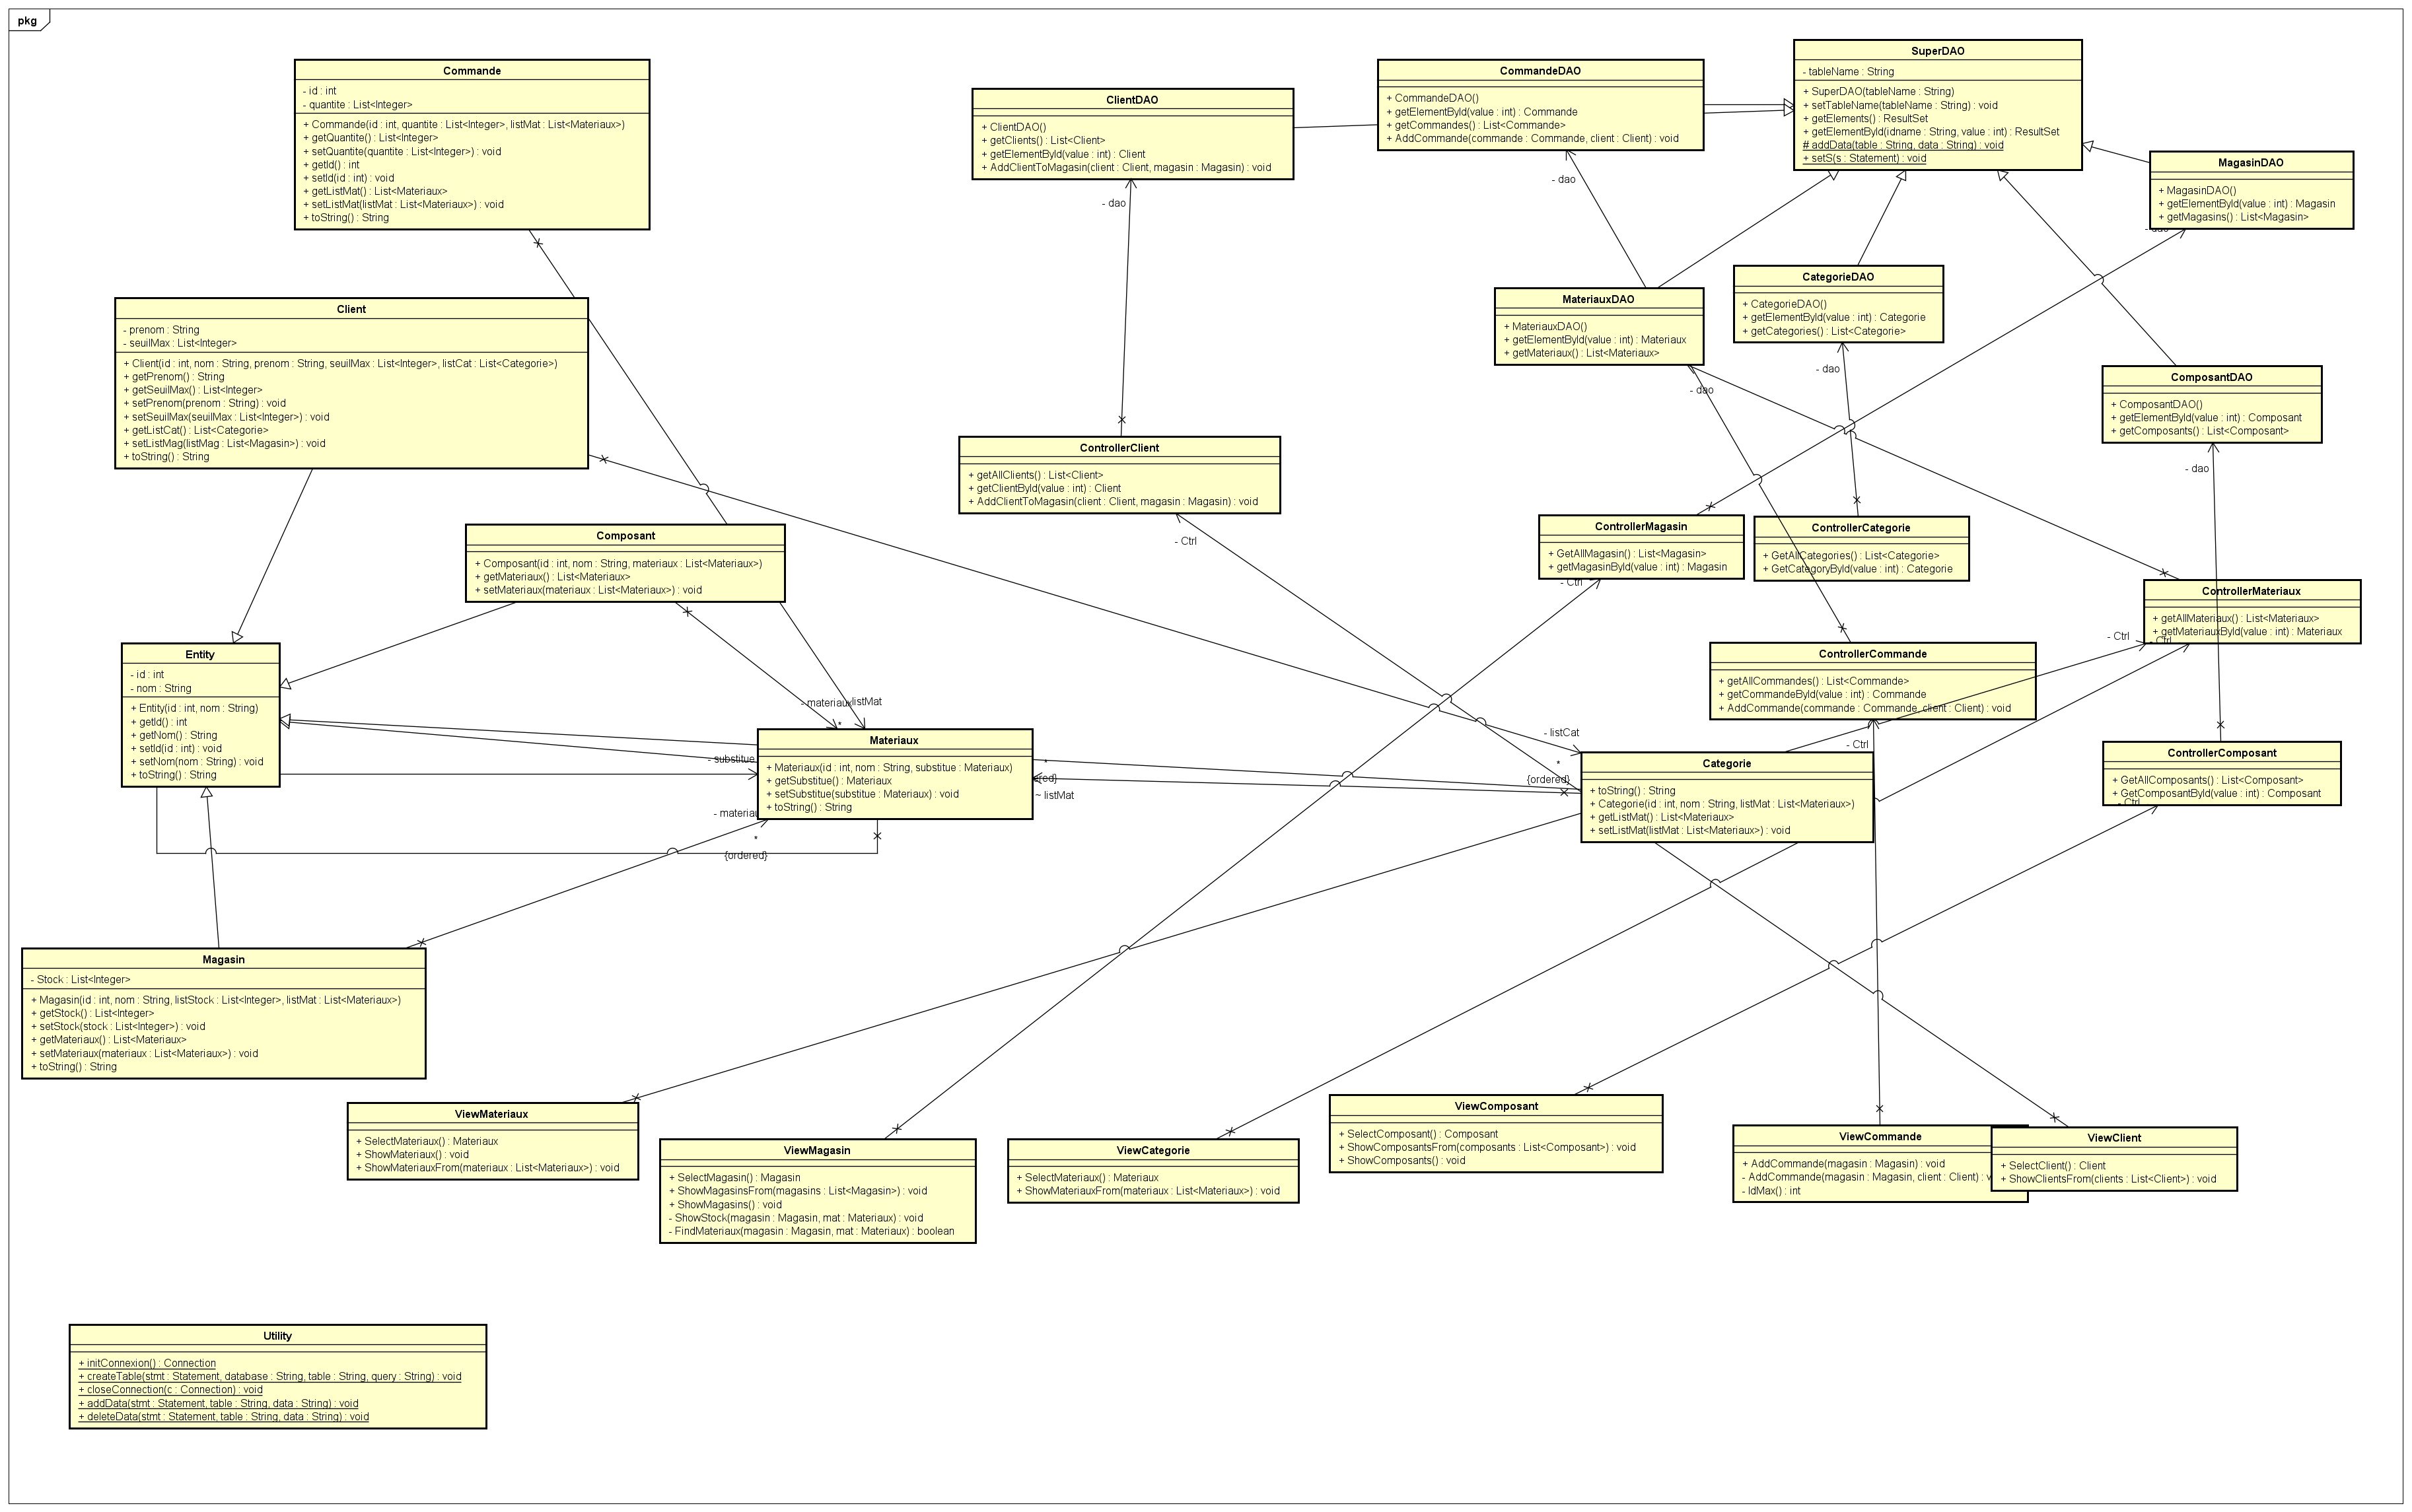 pkg
Commande
- id : int
- quantite : List<Integer>
+ Commande(id : int, quantite : List<Integer>, listMat : List<Materiaux>)
+ getQuantite() : List<Integer>
+ setQuantite(quantite : List<Integer>) : void
+ getId() : int
+ setId(id : int) : void
+ getListMat() : List<Materiaux>
+ setListMat(listMat : List<Materiaux>) : void
+ toString() : String
ClientDAO
+ ClientDAO()
+ getClients() : List<Client>
+ getElementById(value : int) : Client
+ AddClientToMagasin(client : Client, magasin : Magasin) : void
- dao
CommandeDAO
+ CommandeDAO()
+ getElementById(value : int) : Commande
+ getCommandes() : List<Commande>
+ AddCommande(commande : Commande, client : Client) : void
- dao
SuperDAO
- tableName : String
+ SuperDAO(tableName : String)
+ setTableName(tableName : String) : void
+ getElements() : ResultSet
+ getElementById(idname : String, value : int) : ResultSet
# addData(table : String, data : String) : void
+ setS(s : Statement) : void
MagasinDAO
+ MagasinDAO()
+ getElementById(value : int) : Magasin
+ getMagasins() : List<Magasin>
- dao
CategorieDAO
+ CategorieDAO()
+ getElementById(value : int) : Categorie
+ getCategories() : List<Categorie>
- dao
MateriauxDAO
+ MateriauxDAO()
+ getElementById(value : int) : Materiaux
+ getMateriaux() : List<Materiaux>
- dao
ComposantDAO
+ ComposantDAO()
+ getElementById(value : int) : Composant
+ getComposants() : List<Composant>
- dao
Client
- prenom : String
- seuilMax : List<Integer>
+ Client(id : int, nom : String, prenom : String, seuilMax : List<Integer>, listCat : List<Categorie>)
+ getPrenom() : String
+ getSeuilMax() : List<Integer>
+ setPrenom(prenom : String) : void
+ setSeuilMax(seuilMax : List<Integer>) : void
+ getListCat() : List<Categorie>
+ setListMag(listMag : List<Magasin>) : void
+ toString() : String
ControllerClient
+ getAllClients() : List<Client>
+ getClientById(value : int) : Client
+ AddClientToMagasin(client : Client, magasin : Magasin) : void
- Ctrl
Composant
+ Composant(id : int, nom : String, materiaux : List<Materiaux>)
+ getMateriaux() : List<Materiaux>
+ setMateriaux(materiaux : List<Materiaux>) : void
ControllerMagasin
+ GetAllMagasin() : List<Magasin>
+ getMagasinById(value : int) : Magasin
- Ctrl
ControllerCategorie
+ GetAllCategories() : List<Categorie>
+ GetCategoryById(value : int) : Categorie
ControllerMateriaux
+ getAllMateriaux() : List<Materiaux>
+ getMateriauxById(value : int) : Materiaux
- Ctrl
- Ctrl
ControllerCommande
+ getAllCommandes() : List<Commande>
+ getCommandeById(value : int) : Commande
+ AddCommande(commande : Commande, client : Client) : void
- Ctrl
Entity
- id : int
- nom : String
+ Entity(id : int, nom : String)
+ getId() : int
+ getNom() : String
+ setId(id : int) : void
+ setNom(nom : String) : void
+ toString() : String
- materiaux
listMat
*
- substitue
Materiaux
+ Materiaux(id : int, nom : String, substitue : Materiaux)
+ getSubstitue() : Materiaux
+ setSubstitue(substitue : Materiaux) : void
+ toString() : String
*
~ listMat
*
{ordered}
- listCat
*
{ordered}
Categorie
+ toString() : String
+ Categorie(id : int, nom : String, listMat : List<Materiaux>)
+ getListMat() : List<Materiaux>
+ setListMat(listMat : List<Materiaux>) : void
ControllerComposant
+ GetAllComposants() : List<Composant>
+ GetComposantById(value : int) : Composant
- Ctrl
Magasin
- Stock : List<Integer>
+ Magasin(id : int, nom : String, listStock : List<Integer>, listMat : List<Materiaux>)
+ getStock() : List<Integer>
+ setStock(stock : List<Integer>) : void
+ getMateriaux() : List<Materiaux>
+ setMateriaux(materiaux : List<Materiaux>) : void
+ toString() : String
ViewMateriaux
+ SelectMateriaux() : Materiaux
+ ShowMateriaux() : void
+ ShowMateriauxFrom(materiaux : List<Materiaux>) : void
ViewMagasin
+ SelectMagasin() : Magasin
+ ShowMagasinsFrom(magasins : List<Magasin>) : void
+ ShowMagasins() : void
- ShowStock(magasin : Magasin, mat : Materiaux) : void
- FindMateriaux(magasin : Magasin, mat : Materiaux) : boolean
ViewCategorie
+ SelectMateriaux() : Materiaux
+ ShowMateriauxFrom(materiaux : List<Materiaux>) : void
ViewComposant
+ SelectComposant() : Composant
+ ShowComposantsFrom(composants : List<Composant>) : void
+ ShowComposants() : void
ViewCommande
+ AddCommande(magasin : Magasin) : void
- AddCommande(magasin : Magasin, client : Client) :
- IdMax() : int
ViewClient
+ SelectClient() : Client
+ ShowClientsFrom(clients : List<Client>) : void
Utility
+ initConnexion() : Connection
+ createTable(stmt : Statement, database : String, table : String, query : String) : void
+ closeConnection(c : Connection) : void
+ addData(stmt : Statement, table : String, data : String) : void
+ deleteData(stmt : Statement, table : String, data : String) : void